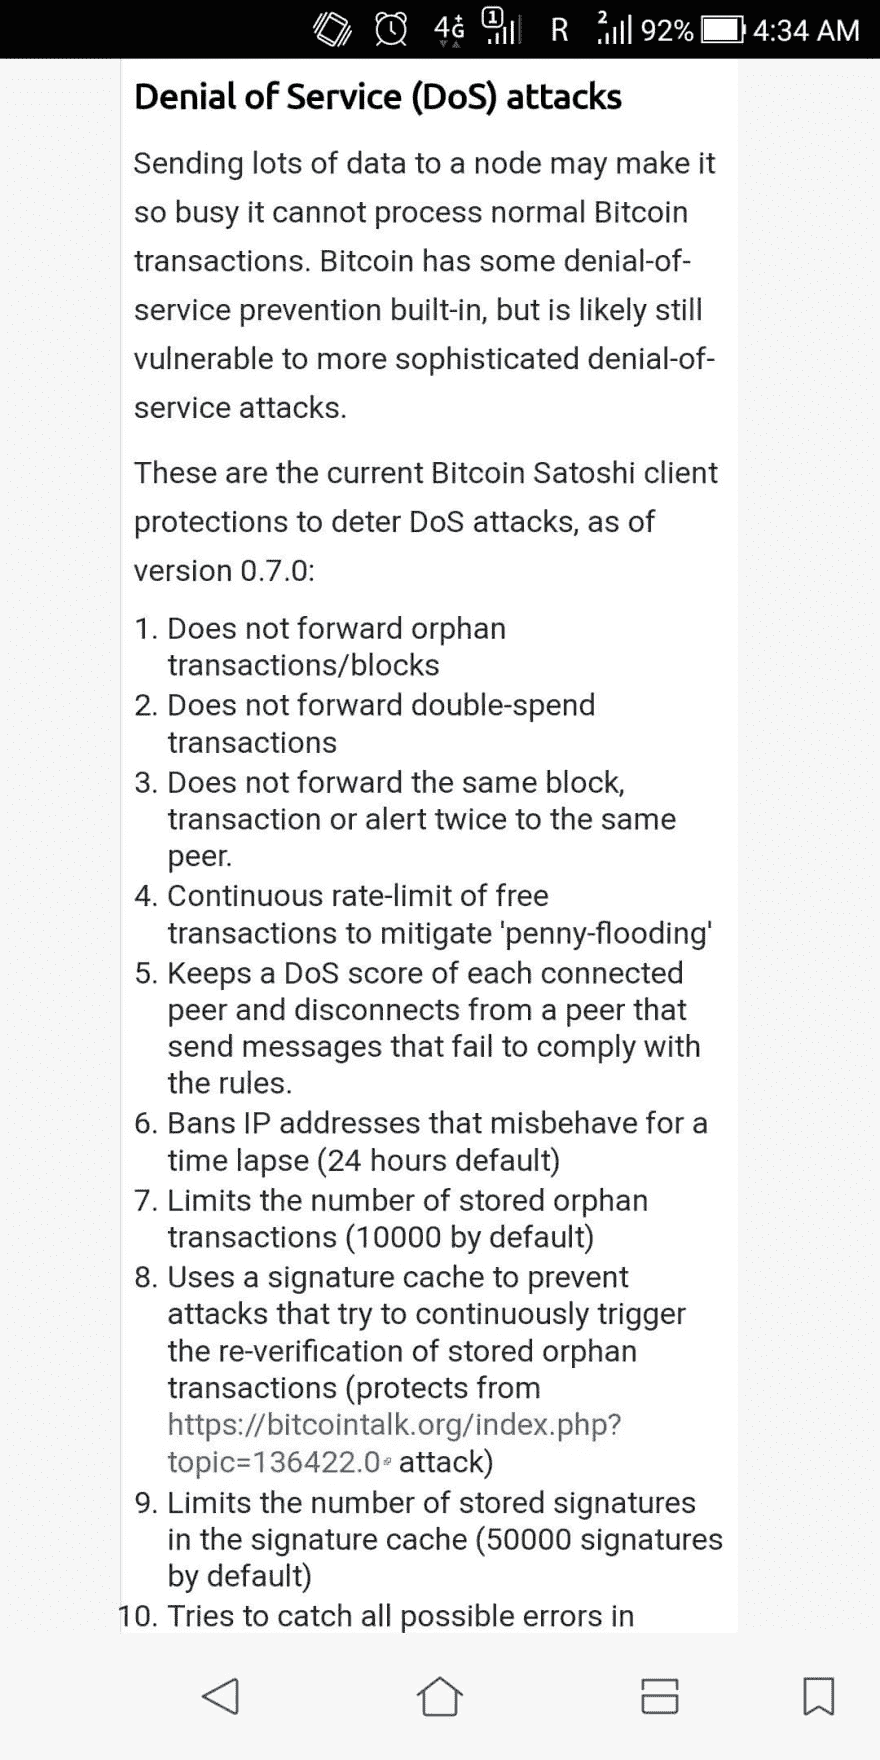 4G 1 R 2 92% 4:34 AM
Denial of Service (DoS) attacks
Sending lots of data to a node may make it
so busy it cannot process normal Bitcoin
transactions. Bitcoin has some denial-of-
service prevention built-in, but is likely still
vulnerable to more sophisticated denial-of-
service attacks.
These are the current Bitcoin Satoshi client
protections to deter DoS attacks, as of
version 0.7.0:
1. Does not forward orphan
transactions/blocks
2. Does not forward double-spend
transactions
3. Does not forward the same block,
transaction or alert twice to the same
peer.
4. Continuous rate-limit of free
transactions to mitigate 'penny-flooding'
5. Keeps a DoS score of each connected
peer and disconnects from a peer that
send messages that fail to comply with
the rules.
6. Bans IP addresses that misbehave for a
time lapse (24 hours default)
7. Limits the number of stored orphan
transactions (10000 by default)
8. Uses a signature cache to prevent
attacks that try to continuously trigger
the re-verification of stored orphan
transactions (protects from
https://bitcointalk.org/index.php?
topic=136422.0 attack)
9. Limits the number of stored signatures
in the signature cache (50000 signatures
by default)
10. Tries to catch all possible errors in